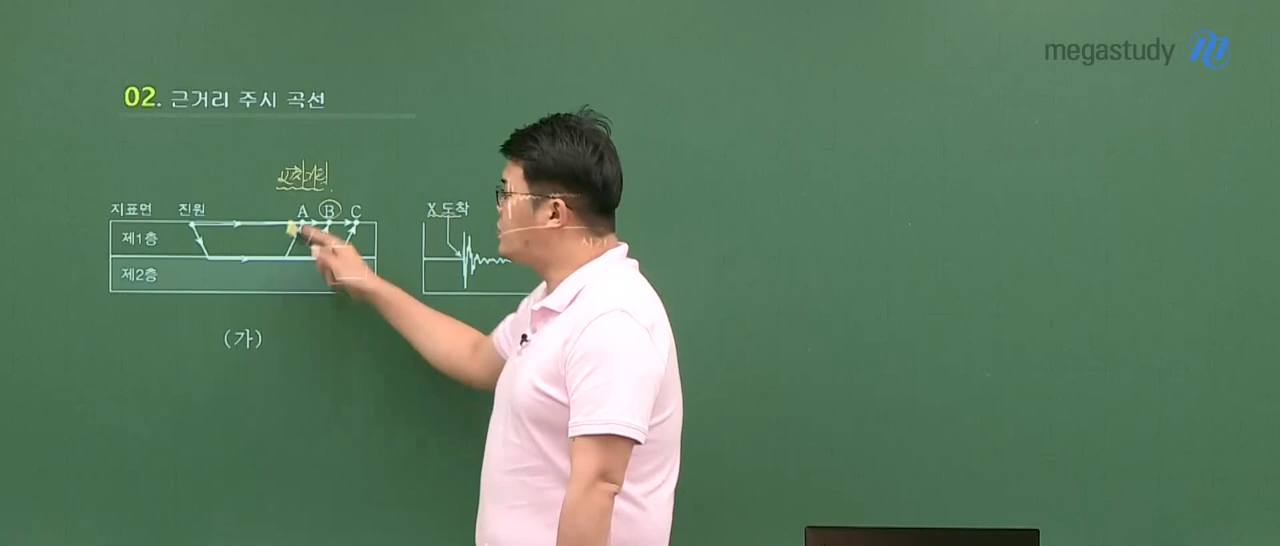 megastudy
02. 근거리 주시 곡선
교차거리
지표면 진원 A B C
제1층
제2층
(가)
X 도착